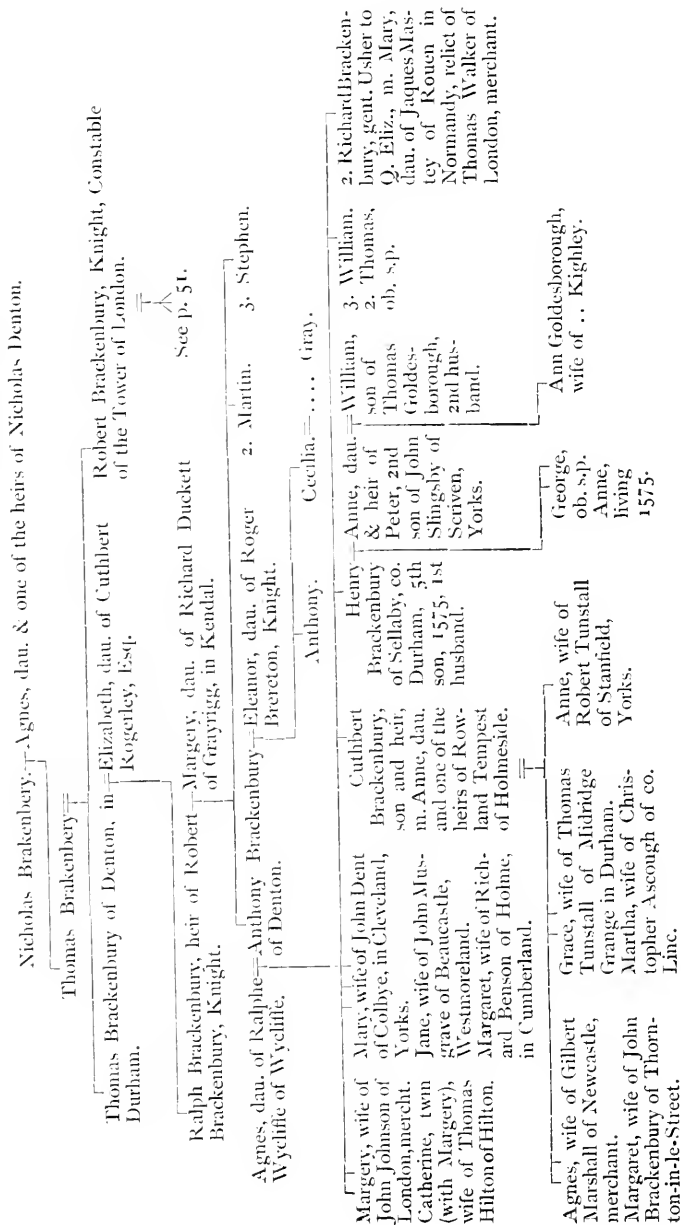 Nicholas Brakenbery.=Agnes, dau. & one of the heirs of Nicholas Denton.
Thomas Brakenbery=
Thomas Brackenbury of Denton, in=Elizabeth, dau. of Cuthbert
Durham.
Rogerley, Esq.
Robert Brackenbury, Knight, Constable
of the Tower of London.
See p. 51.
Ralph Brackenbury, heir of Robert=Margery, dau. of Richard Duckett
Brackenbury, Knight.
of Grayrigg, in Kendal.
Agnes, dau. of Ralphe=Anthony Brackenbury=Eleanor, dau. of Roger
Wycliffe of Wycliffe.
of Denton.
Brereton, Knight.
2. Martin.
3. Stephen.
Anthony.
Cecilia.=.... Gray.
Margery, wife of
John Johnson of
London, mercht.
Catherine, twin
(with Margery),
wife of Thomas
Hilton of Hilton.
Mary, wife of John Dent
of Colbye, in Cleveland,
Yorks.
Jane, wife of John Mus-
grave of Beaucastle,
Westmoreland.
Margaret, wife of Rich-
ard Benson of Holme,
in Cumberland.
Cuthbert
Brackenbury,
son and heir,
m. Anne, dau.
and one of the
heirs of Row-
land Tempest
of Holmeside.
Henry
Brackenbury
of Sellaby, co.
Durham, 5th
son, 1575, 1st
husband.
=Anne, dau.
& heir of
Peter, 2nd
son of John
Slingsby of
Scriven,
Yorks.
=William,
son of
Thomas
Goldes-
borough,
2nd hus-
band.
3. William.
2. Thomas,
ob. s.p.
2. Richard Bracken-
bury, gent. Usher to
Q. Eliz., m. Mary,
dau. of Jaques Mas-
tey of Rouen in
Normandy, relict of
Thomas Walker of
London, merchant.
Agnes, wife of Gilbert
Marshall of Newcastle,
merchant.
Margaret, wife of John
Brackenbury of Thorn-
ton-in-le-Street.
Grace, wife of Thomas
Tunstall of Midridge
Grange in Durham.
Martha, wife of Chris-
topher Ascough of co.
Linc.
Anne, wife of
Robert Tunstall
of Stanfield,
Yorks.
George,
ob. s.p.
Anne,
living
1575.
Ann Goldesborough,
wife of .. Kighley.